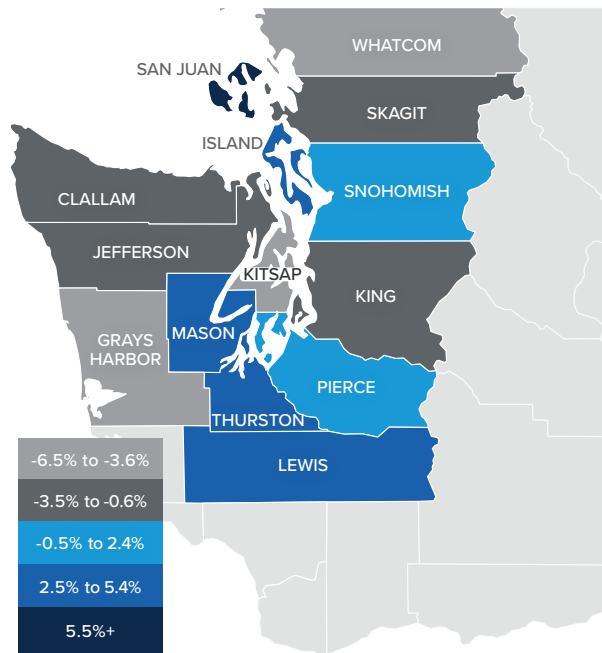 WHATCOM
SAN JUAN
SKAGIT
ISLAND
SNOHOMISH
CLALLAM
JEFFERSON
KITSAP
KING
MASON
GRAYS
HARBOR
PIERCE
THURSTON
LEWIS
-6.5% to -3.6%
-3.5% to -0.6%
-0.5% to 2.4%
2.5% to 5.4%
5.5%+